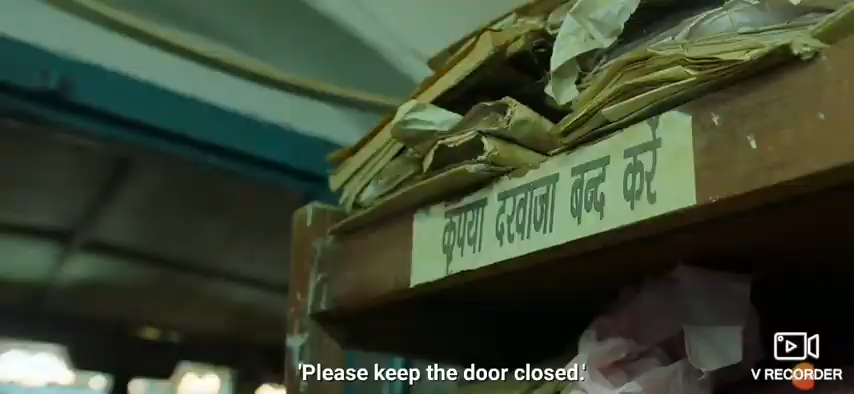 कृपया दरवाजा बन्द करें
'Please keep the door closed.'
V RECORDER